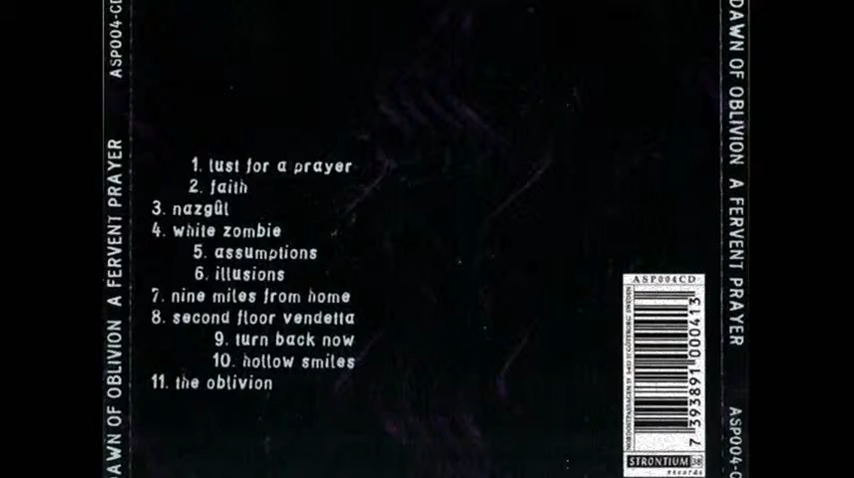 ASP004-CD
DAWN OF OBLIVION A FERVENT PRAYER
1. lust for a prayer
2. faith
3. nazgûl
4. white zombie
5. assumptions
6. illusions
7. nine miles from home
8. second floor vendetta
9. turn back now
10. hollow smiles
11. the oblivion
DAWN OF OBLIVION A FERVENT PRAYER
ASP004-C
ASP004CD
7 393891 000413
STRONTIUM 38
records